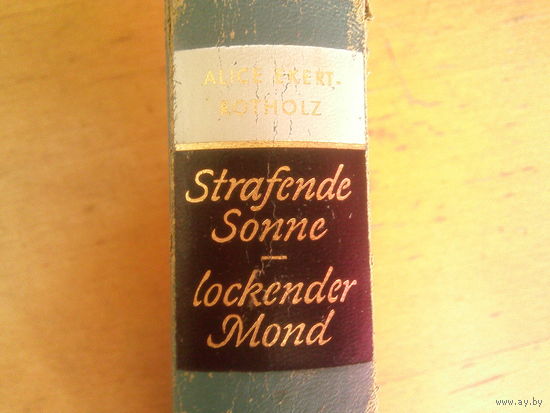 ALICE EKERT-
ROTHOLZ
Strafende
Sonne
—
lockender
Mond
www.ay.by